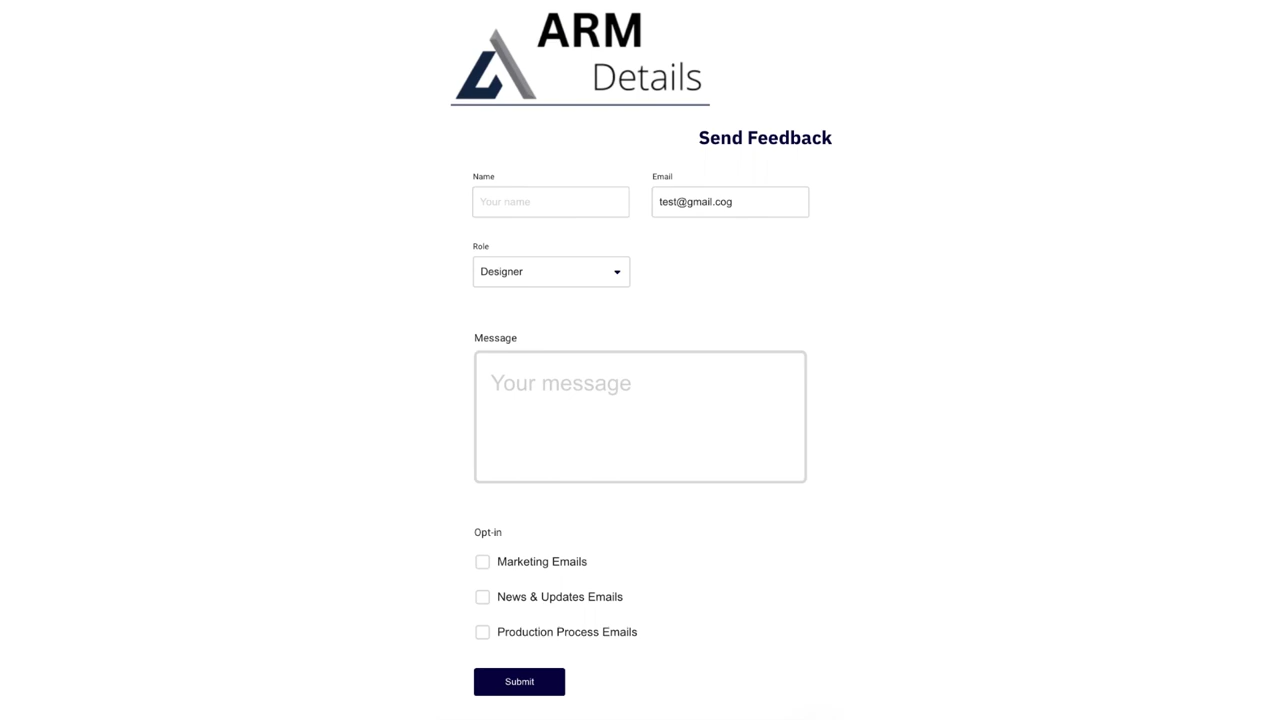 ARM
Details
Send Feedback
Name
Email
Your name
test@gmail.cog
Role
Designer
Message
Your message
Opt-in
Marketing Emails
News & Updates Emails
Production Process Emails
Submit